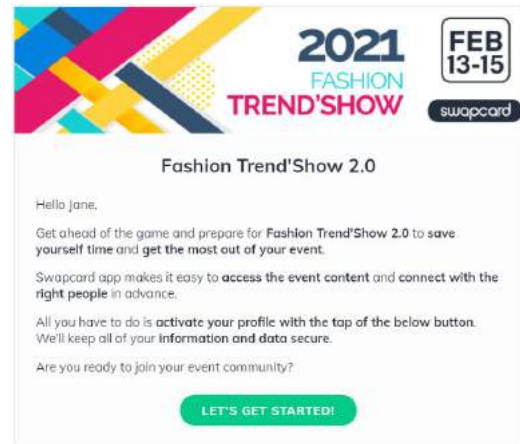 2021
FASHION
TREND'SHOW
FEB
13-15
swapcard
Fashion Trend'Show 2.0
Hello Jane,
Get ahead of the game and prepare for Fashion Trend'Show 2.0 to save
yourself time and get the most out of your event.
Swapcard app makes it easy to access the event content and connect with the
right people in advance.
All you have to do is activate your profile with the tap of the below button.
We'll keep all of your information and data secure.
Are you ready to join your event community?
LET'S GET STARTED!